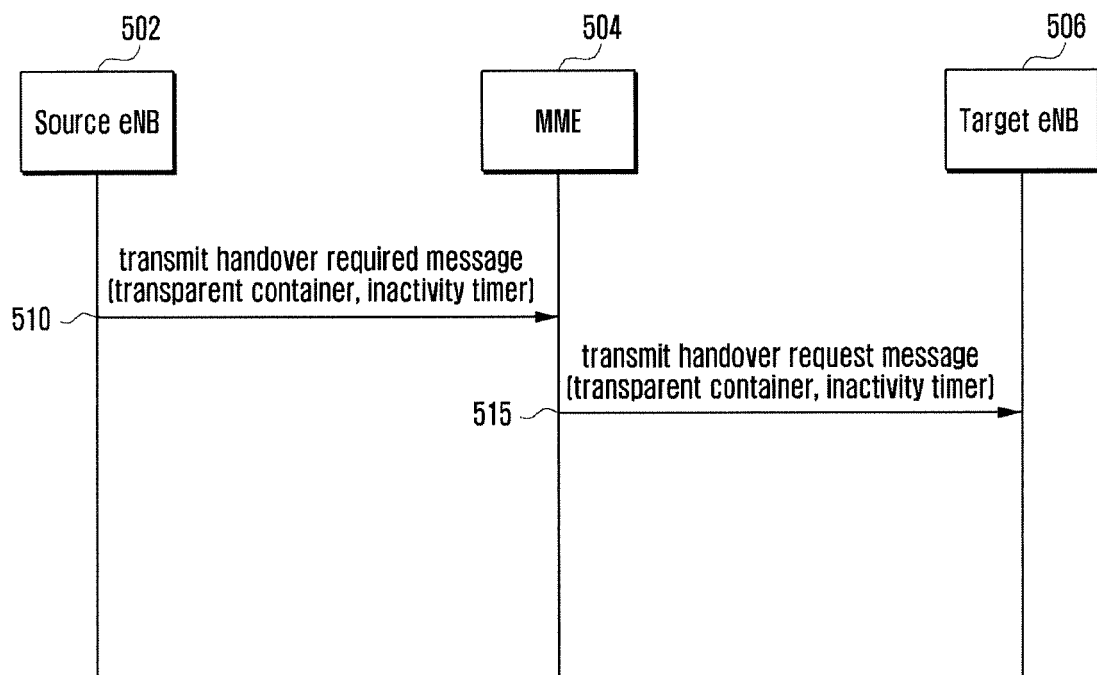 502
504
506
Source eNB
MME
Target eNB
transmit handover required message
(transparent container, inactivity timer)
510
transmit handover request message
(transparent container, inactivity timer)
515